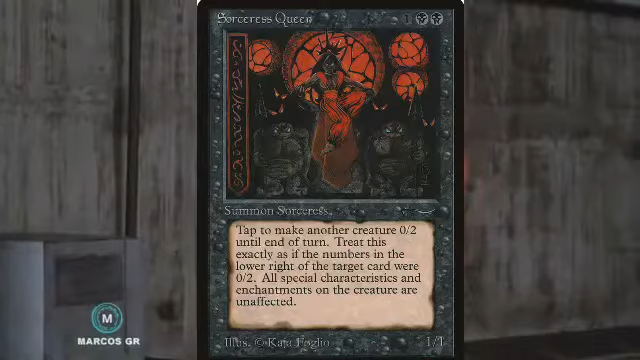 Sorceress Queen 1
Summon Sorceress
Tap to make another creature 0/2
until end of turn. Treat this
exactly as if the numbers in the
lower right of the target card were
0/2. All special characteristics and
enchantments on the creature are
unaffected.
Illus. © Kaja Foglio 1/1
M
MARCOS GR